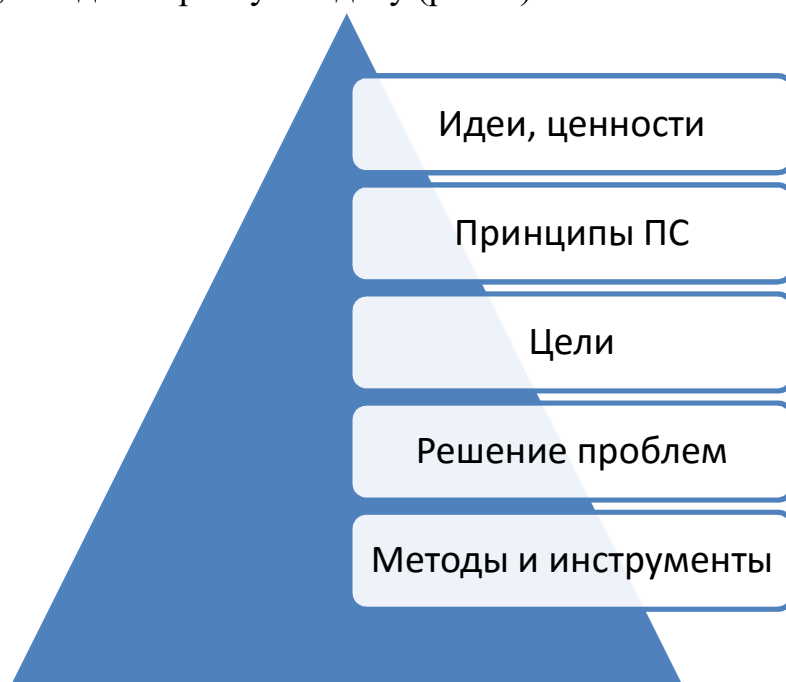 Идеи, ценности
Принципы ПС
Цели
Решение проблем
Методы и инструменты